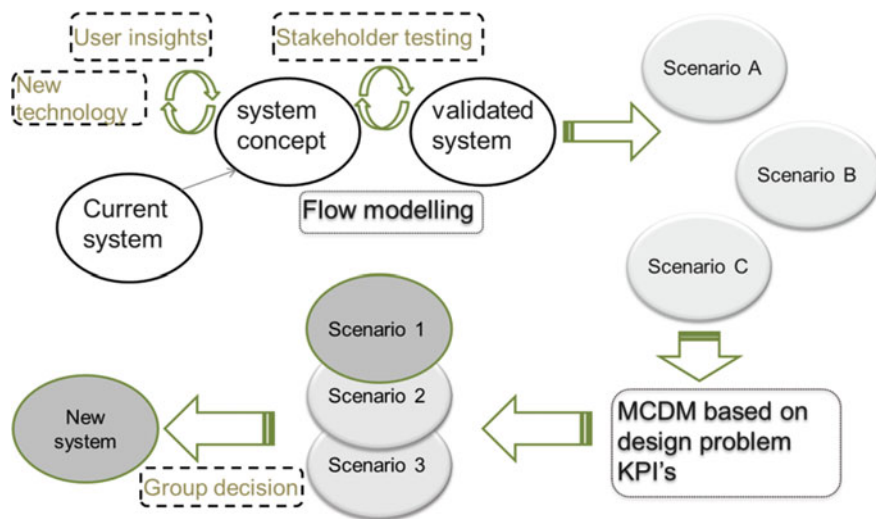 User insights
Stakeholder testing
New
technology
system
concept
validated
system
Scenario A
Current
system
Flow modelling
Scenario B
Scenario C
Scenario 1
Scenario 2
Scenario 3
MCDM based on
design problem
KPI's
New
system
Group decision